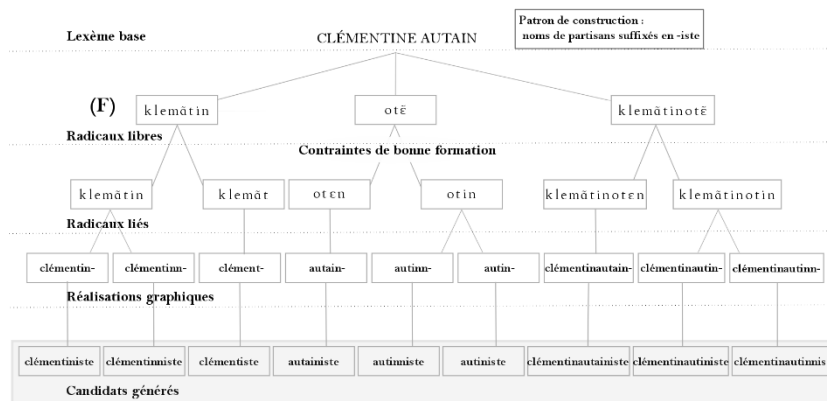 Lexème base
CLÉMENTINE AUTAIN
Patron de construction :
noms de partisans suffixés en -iste
(F)
klemɑ̃tin
otɛ̃
klemɑ̃tinotɛ̃
Radicaux libres
Contraintes de bonne formation
klemɑ̃tin
klemɑ̃t
otɛn
otin
klemɑ̃tinotɛn
klemɑ̃tinotin
Radicaux liés
clémentin-
clémentinn-
clément-
autain-
autinn-
autin-
clémentinautain-
clémentinautin-
clémentinautinn-
Réalisations graphiques
clémentiniste
clémentinniste
clémentiste
autainiste
autinniste
autiniste
clémentinautainiste
clémentinautiniste
clémentinautinnis
Candidats générés